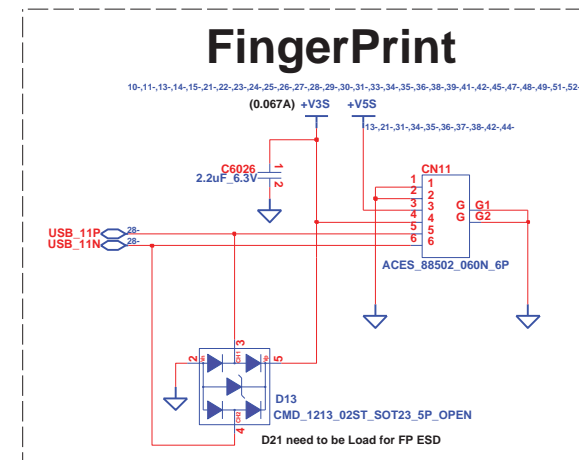 FingerPrint
10-,11-,13-,14-,15-,21-,22-,23-,24-,25-,26-,27-,28-,29-,30-,31-,33-,34-,35-,36-,38-,39-,41-,42-,45-,47-,48-,49-,51-,52-
(0.067A) +V3S +V5S
13-,21-,31-,34-,35-,36-,37-,38-,42-,44-
C6026
2.2uF_6.3V
1
2
CN11
1 1
2 2
3 3
4 4
5 5
6 6
G G1
G G2
ACES_88502_060N_6P
USB_11P 28-
USB_11N 28-
3
2
5
CH1
CH2
4
D13
CMD_1213_02ST_SOT23_5P_OPEN
D21 need to be Load for FP ESD